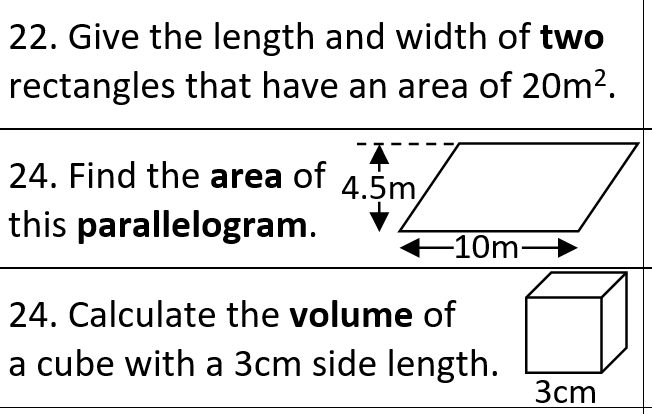 22. Give the length and width of two
rectangles that have an area of 20m².
24. Find the area of
this parallelogram.
4.5m
10m
24. Calculate the volume of
a cube with a 3cm side length.
3cm